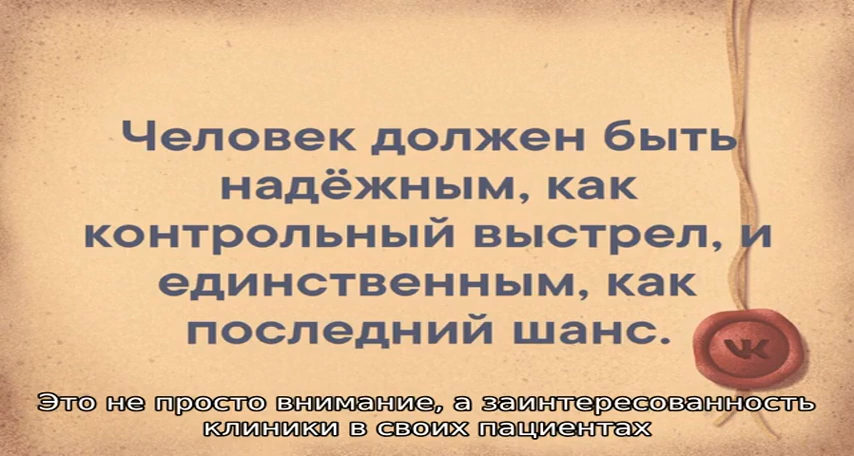 Человек должен быть
надёжным, как
контрольный выстрел, и
единственным, как
последний шанс.
VK
Это не просто внимание, а заинтересованность
клиники в своих пациентах